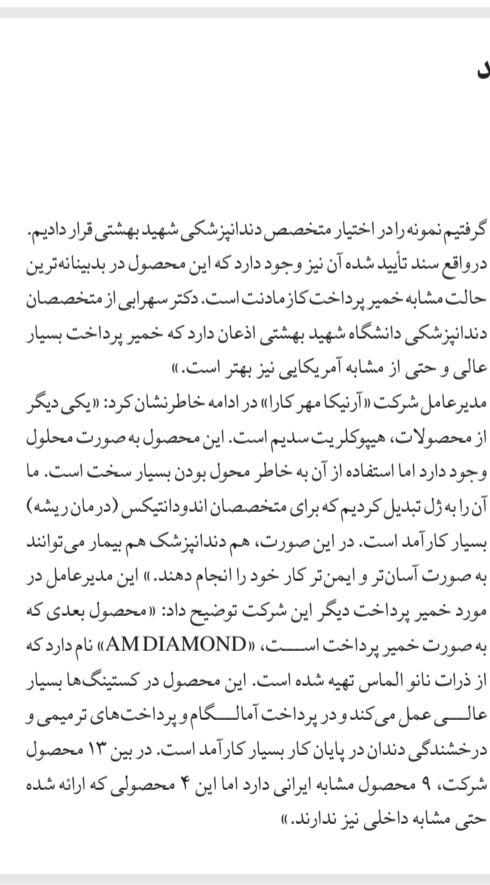 د
گرفتیم نمونه را در اختیار متخصص دندانپزشکی شهید بهشتی قرار دادیم.
درواقع سند تأیید شده آن نیز وجود دارد که این محصول در بدبینانه‌ترین
حالت مشابه خمیر پرداخت کازمادنت است. دکتر سهرابی از متخصصان
دندانپزشکی دانشگاه شهید بهشتی اذعان دارد که خمیر پرداخت بسیار
عالی و حتی از مشابه آمریکایی نیز بهتر است.»
مدیرعامل شرکت «آرنیکا مهر کارا» در ادامه خاطرنشان کرد: «یکی دیگر
از محصولات، هیپوکلریت سدیم است. این محصول به صورت محلول
وجود دارد اما استفاده از آن به خاطر محول بودن بسیار سخت است. ما
آن را به ژل تبدیل کردیم که برای متخصصان اندودانتیکس (درمان ریشه)
بسیار کارآمد است. در این صورت، هم دندانپزشک هم بیمار می‌توانند
به صورت آسان‌تر و ایمن‌تر کار خود را انجام دهند.» این مدیرعامل در
مورد خمیر پرداخت دیگر این شرکت توضیح داد: «محصول بعدی که
به صورت خمیر پرداخت است، «AM DIAMOND» نام دارد که
از ذرات نانو الماس تهیه شده است. این محصول در کستینگ‌ها بسیار
عالی عمل می‌کند و در پرداخت آمالگام و پرداخت‌های ترمیمی و
درخشندگی دندان در پایان کار بسیار کارآمد است. در بین ۱۳ محصول
شرکت، ۹ محصول مشابه ایرانی دارد اما این ۴ محصولی که ارائه شده
حتی مشابه داخلی نیز ندارند.»